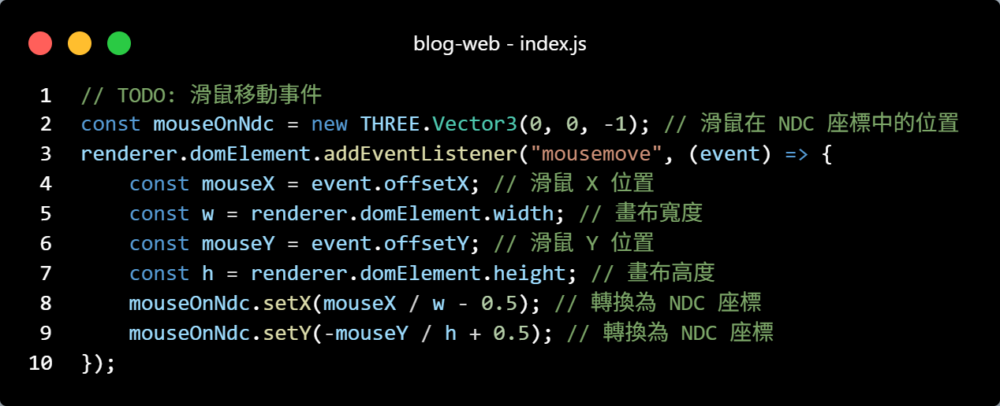 blog-web - index.js
1 // TODO: 滑鼠移動事件
2 const mouseOnNdc = new THREE.Vector3(0, 0, -1); // 滑鼠在 NDC 座標中的位置
3 renderer.domElement.addEventListener("mousemove", (event) => {
4     const mouseX = event.offsetX; // 滑鼠 X 位置
5     const w = renderer.domElement.width; // 畫布寬度
6     const mouseY = event.offsetY; // 滑鼠 Y 位置
7     const h = renderer.domElement.height; // 畫布高度
8     mouseOnNdc.setX(mouseX / w - 0.5); // 轉換為 NDC 座標
9     mouseOnNdc.setY(-mouseY / h + 0.5); // 轉換為 NDC 座標
10 });